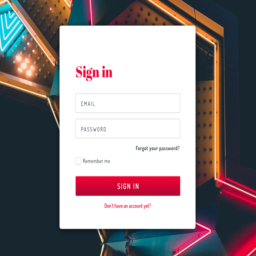 Sign in
EMAIL
PASSWORD
Forgot your password?
Remember me
SIGN IN
Don't have an account yet?